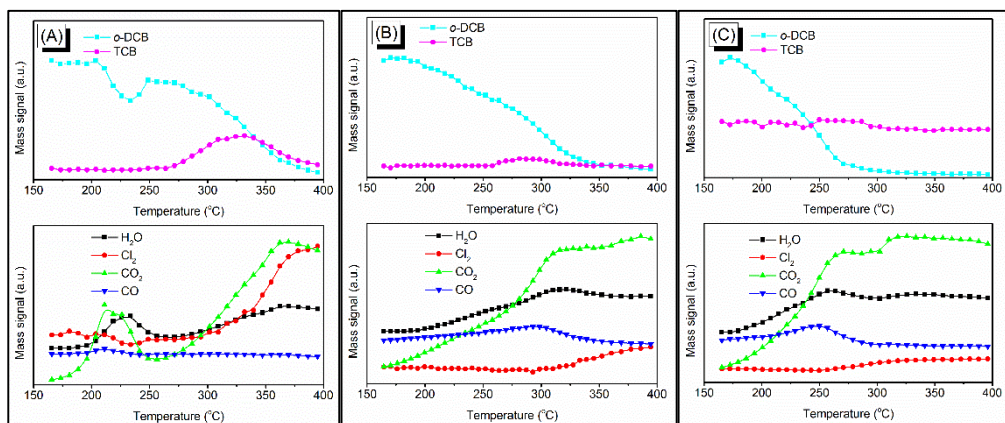 (A)
o-DCB
TCB
Mass signal (a.u.)
150 200 250 300 350 400
Temperature (°C)
H₂O
Cl₂
CO₂
CO
Mass signal (a.u.)
150 200 250 300 350 400
Temperature (°C)
(B)
o-DCB
TCB
Mass signal (a.u.)
150 200 250 300 350 400
Temperature (°C)
H₂O
Cl₂
CO₂
CO
Mass signal (a.u.)
150 200 250 300 350 400
Temperature (°C)
(C)
o-DCB
TCB
Mass signal (a.u.)
150 200 250 300 350 400
Temperature (°C)
H₂O
Cl₂
CO₂
CO
Mass signal (a.u.)
150 200 250 300 350 400
Temperature (°C)